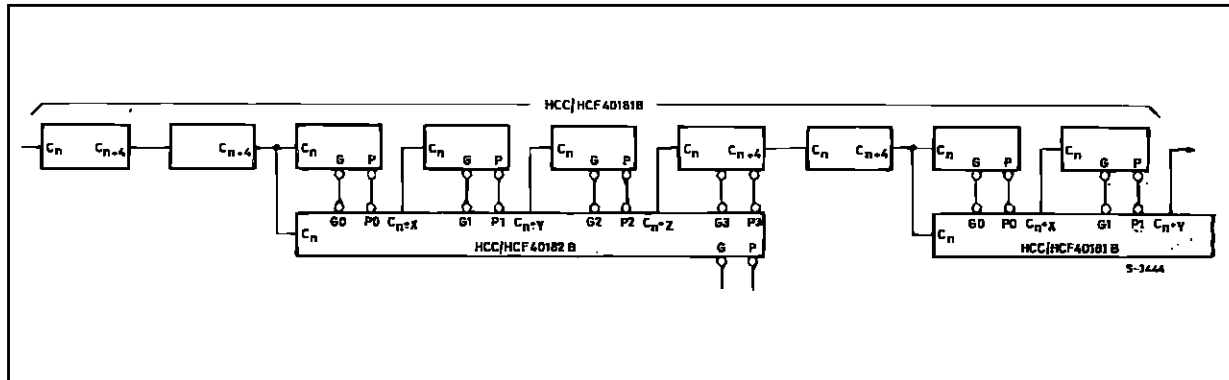 HCC/HCF40181B
Cn Cn+4 Cn+4 Cn G P Cn G P Cn G P Cn Cn+4 Cn Cn+4 Cn G P Cn G P
G P
G0 P0 Cn+X G1 P1 Cn+Y G2 P2 Cn+Z G3 P3 G0 P0 Cn+X G1 P1 Cn+Y
Cn Cn
HCC/HCF40182 B HCC/HCF40181 B
G P
S-3444